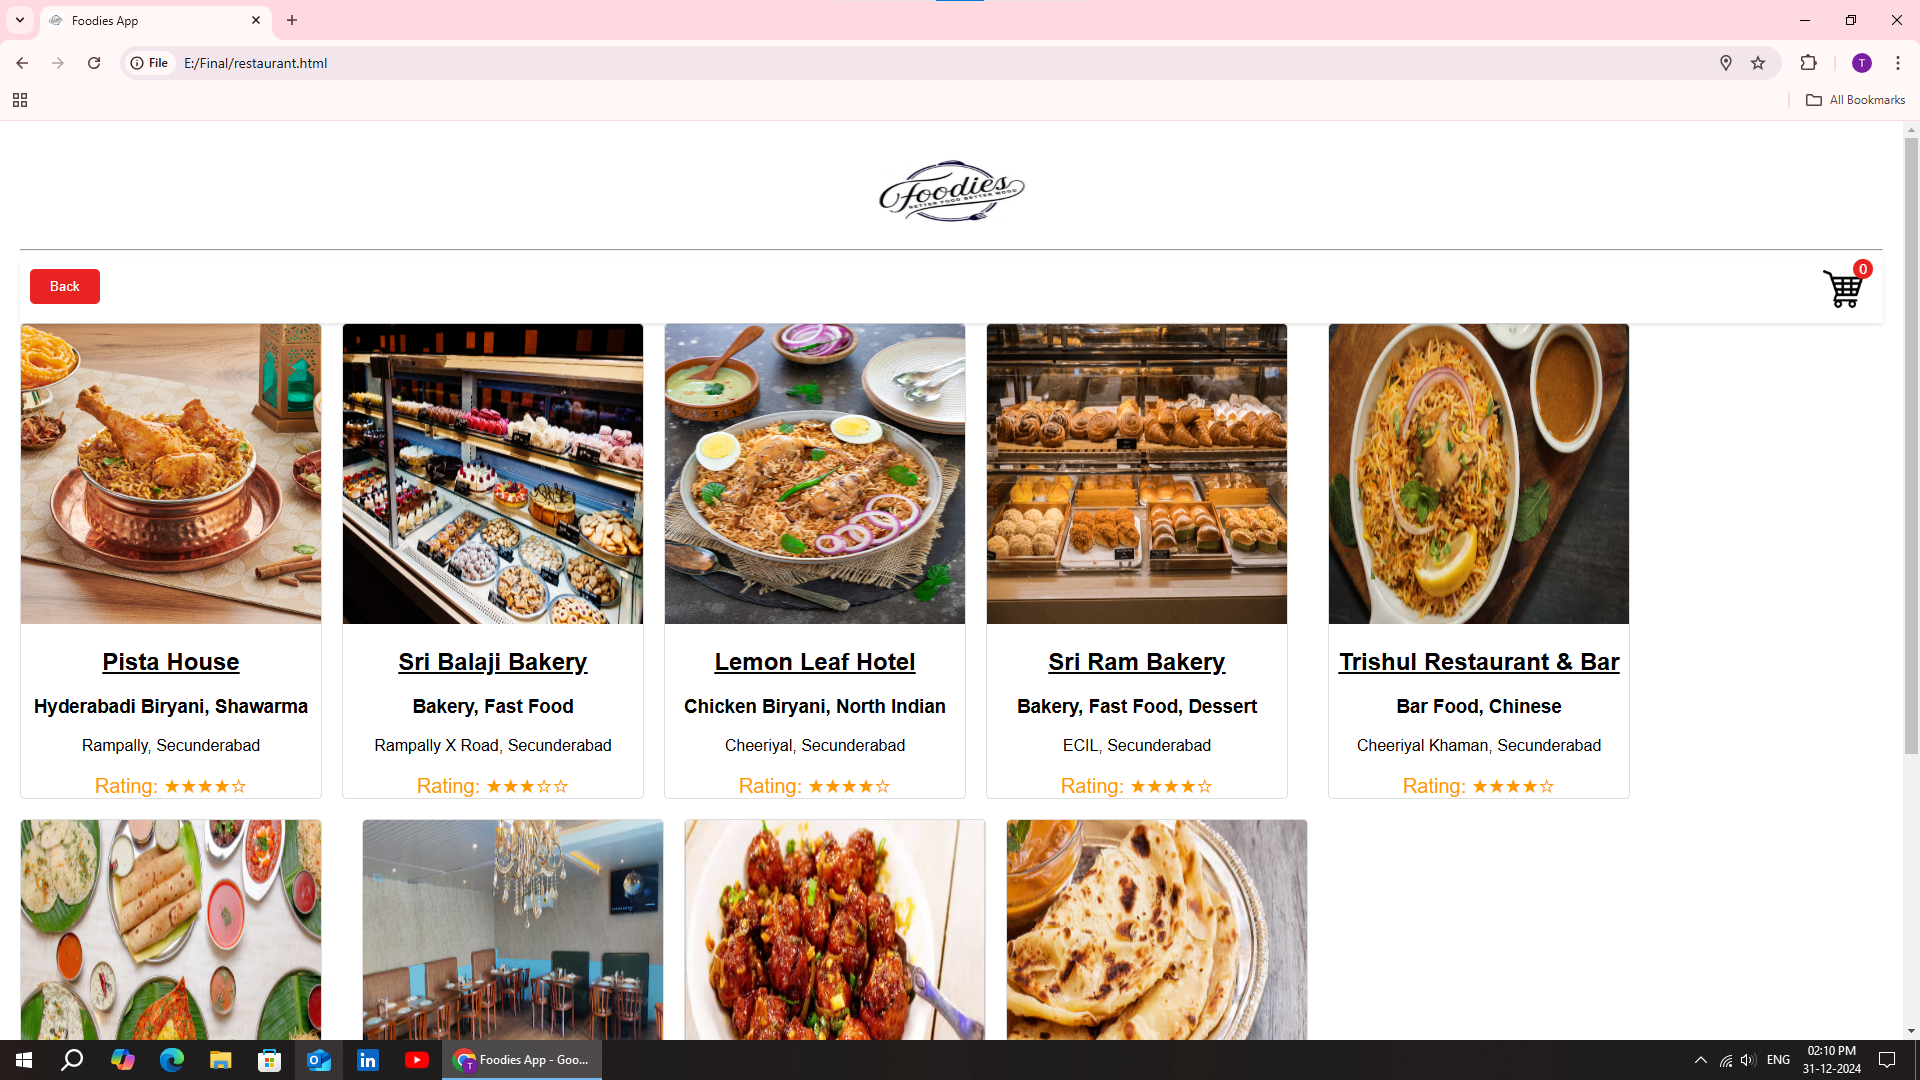 Foodies App
File
E:/Final/restaurant.html
T
All Bookmarks
Foodies
BETTER FOOD BETTER MOOD
Back
0
Pista House
Hyderabadi Biryani, Shawarma
Rampally, Secunderabad
Rating: ★★★★☆
Sri Balaji Bakery
Bakery, Fast Food
Rampally X Road, Secunderabad
Rating: ★★★☆☆
Lemon Leaf Hotel
Chicken Biryani, North Indian
Cheeriyal, Secunderabad
Rating: ★★★★☆
Sri Ram Bakery
Bakery, Fast Food, Dessert
ECIL, Secunderabad
Rating: ★★★★☆
Trishul Restaurant & Bar
Bar Food, Chinese
Cheeriyal Khaman, Secunderabad
Rating: ★★★★☆
Foodies App - Goo...
ENG
02:10 PM
31-12-2024